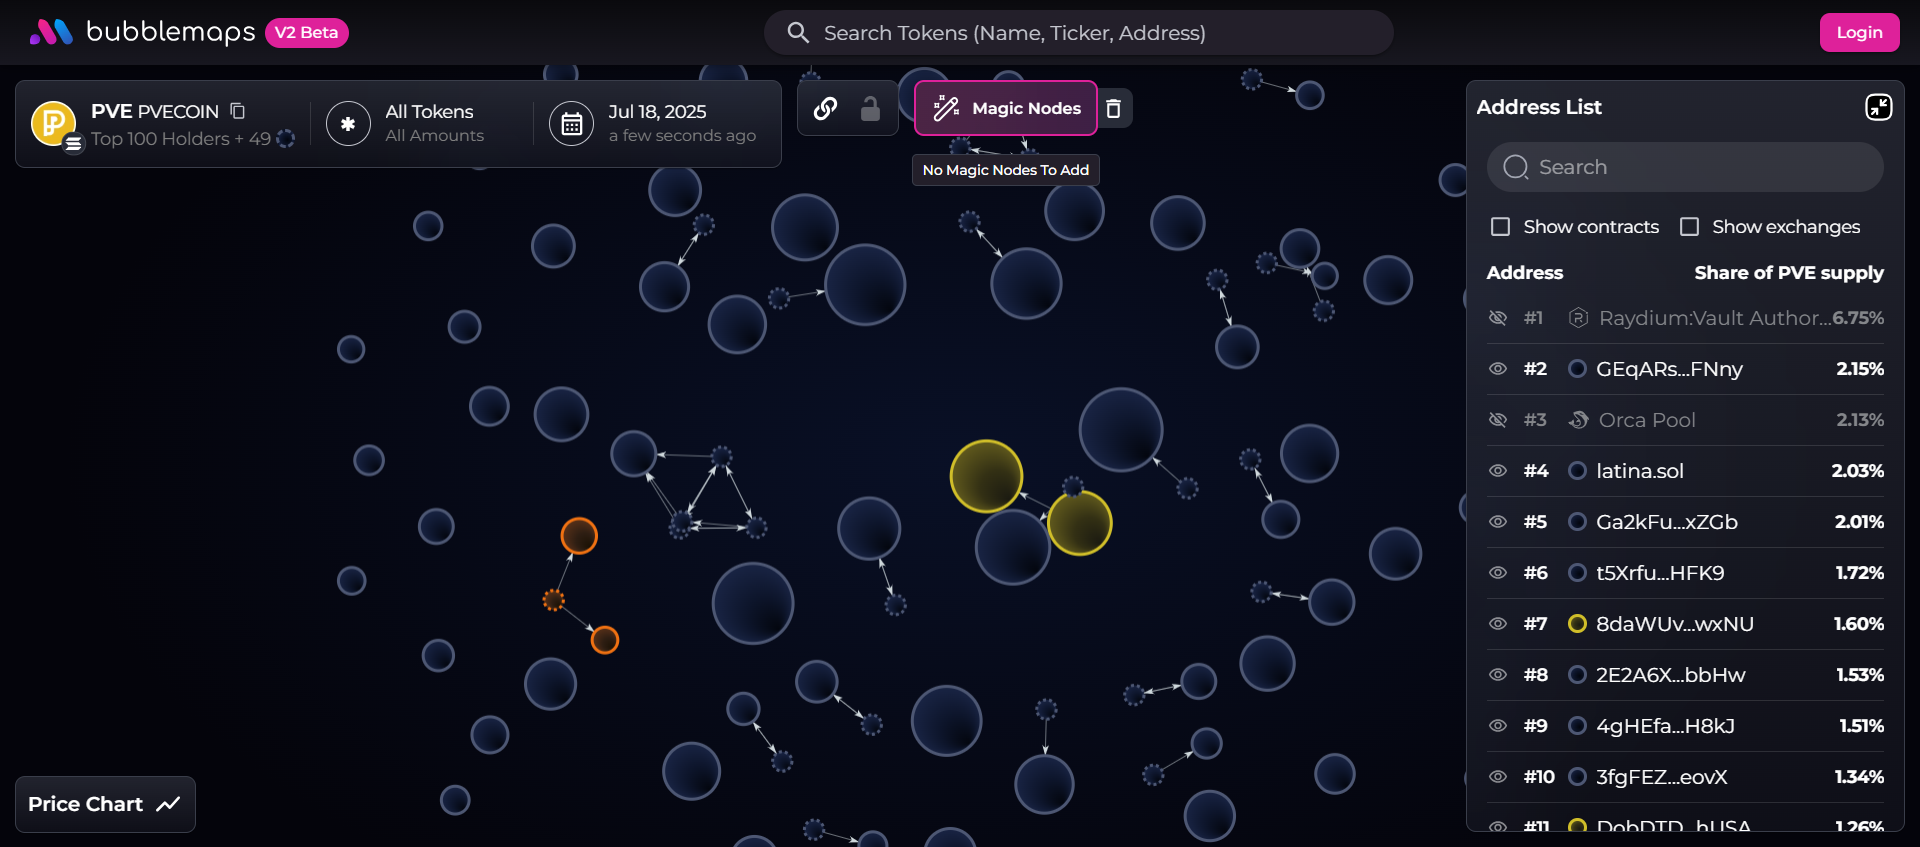 bubblemaps V2 Beta
Search Tokens (Name, Ticker, Address)
Login
PVE PVECOIN
Top 100 Holders + 49
All Tokens
All Amounts
Jul 18, 2025
a few seconds ago
Magic Nodes
No Magic Nodes To Add
Address List
Search
Show contracts Show exchanges
Address Share of PVE supply
#1 Raydium:Vault Author... 6.75%
#2 GEqARs...FNny 2.15%
#3 Orca Pool 2.13%
#4 latina.sol 2.03%
#5 Ga2kFu...xZGb 2.01%
#6 t5Xrfu...HFK9 1.72%
#7 8daWUv...wxNU 1.60%
#8 2E2A6X...bbHw 1.53%
#9 4gHEfa...H8kJ 1.51%
#10 3fgFEZ...eovX 1.34%
#11 1.26%
Price Chart